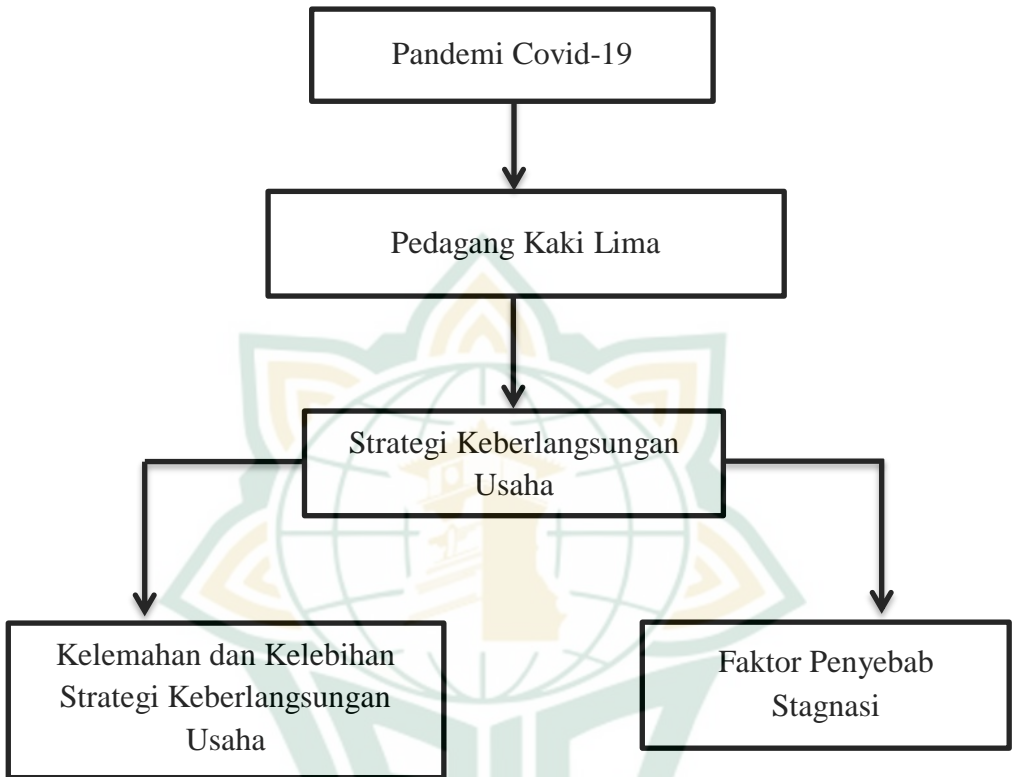 Pandemi Covid-19
Pedagang Kaki Lima
Strategi Keberlangsungan
Usaha
Kelemahan dan Kelebihan
Strategi Keberlangsungan
Usaha
Faktor Penyebab
Stagnasi